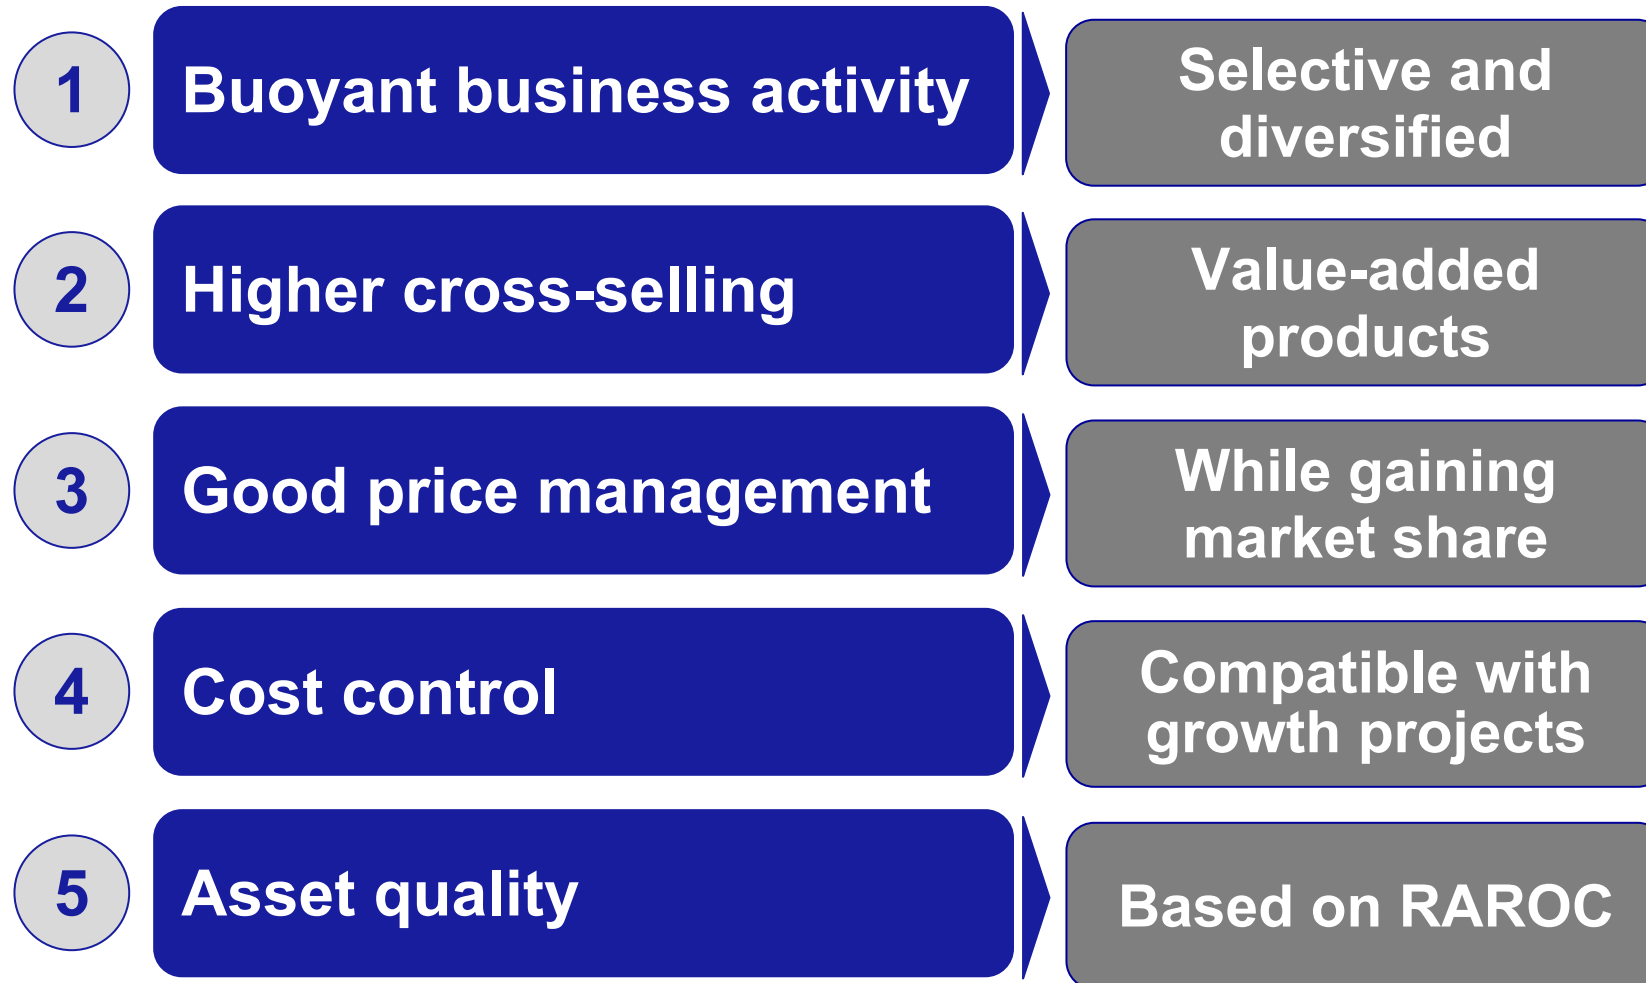 1
Buoyant business activity
Selective and
diversified
2
Higher cross-selling
Value-added
products
3
Good price management
While gaining
market share
4
Cost control
Compatible with
growth projects
5
Asset quality
Based on RAROC